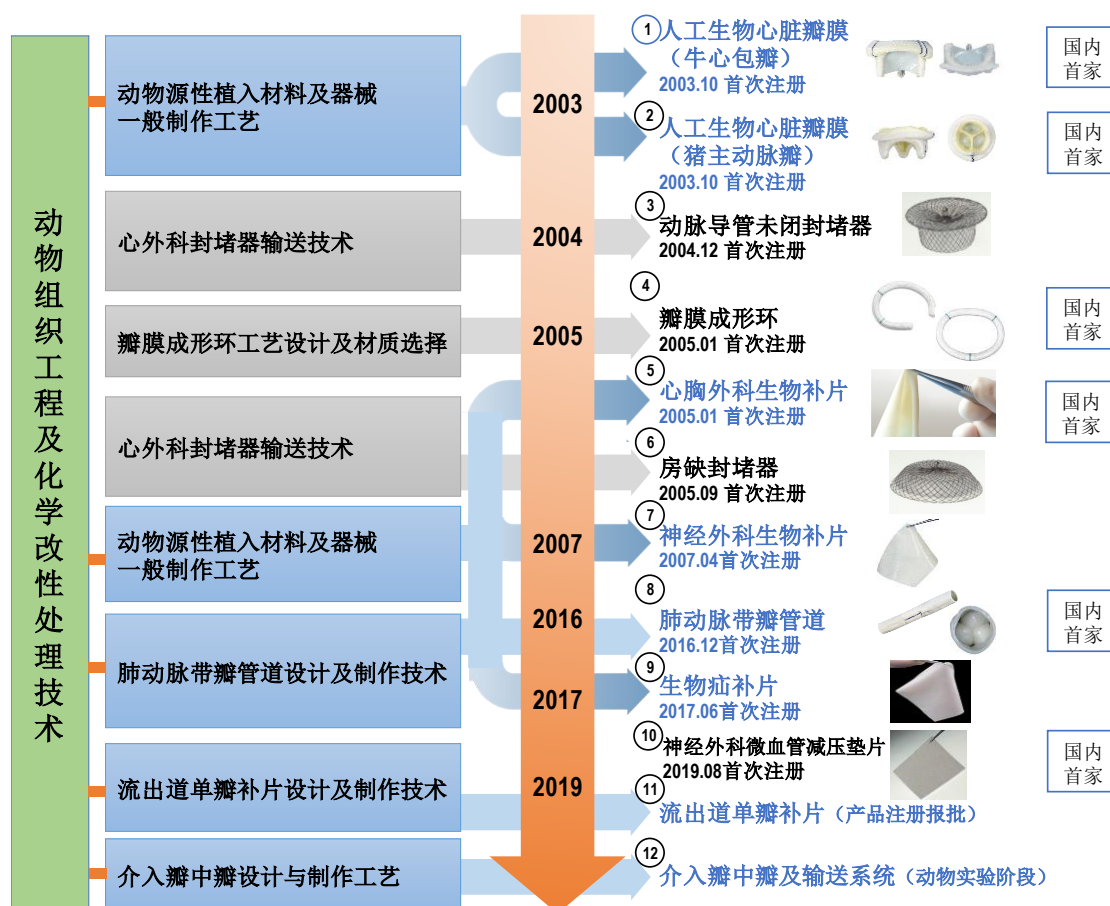 动物组织工程及化学改性处理技术
动物源性植入材料及器械
一般制作工艺
心外科封堵器输送技术
瓣膜成形环工艺设计及材质选择
心外科封堵器输送技术
动物源性植入材料及器械
一般制作工艺
肺动脉带瓣管道设计及制作技术
流出道单瓣补片设计及制作技术
介入瓣中瓣设计与制作工艺
2003
2004
2005
2007
2016
2017
2019
1
人工生物心脏瓣膜
（牛心包瓣）
2003.10 首次注册
国内
首家
2
人工生物心脏瓣膜
（猪主动脉瓣）
2003.10 首次注册
国内
首家
3
动脉导管未闭封堵器
2004.12 首次注册
4
瓣膜成形环
2005.01 首次注册
国内
首家
5
心胸外科生物补片
2005.01 首次注册
国内
首家
6
房缺封堵器
2005.09 首次注册
7
神经外科生物补片
2007.04首次注册
8
肺动脉带瓣管道
2016.12首次注册
国内
首家
9
生物疝补片
2017.06首次注册
10
神经外科微血管减压垫片
2019.08首次注册
国内
首家
11
流出道单瓣补片（产品注册报批）
12
介入瓣中瓣及输送系统（动物实验阶段）